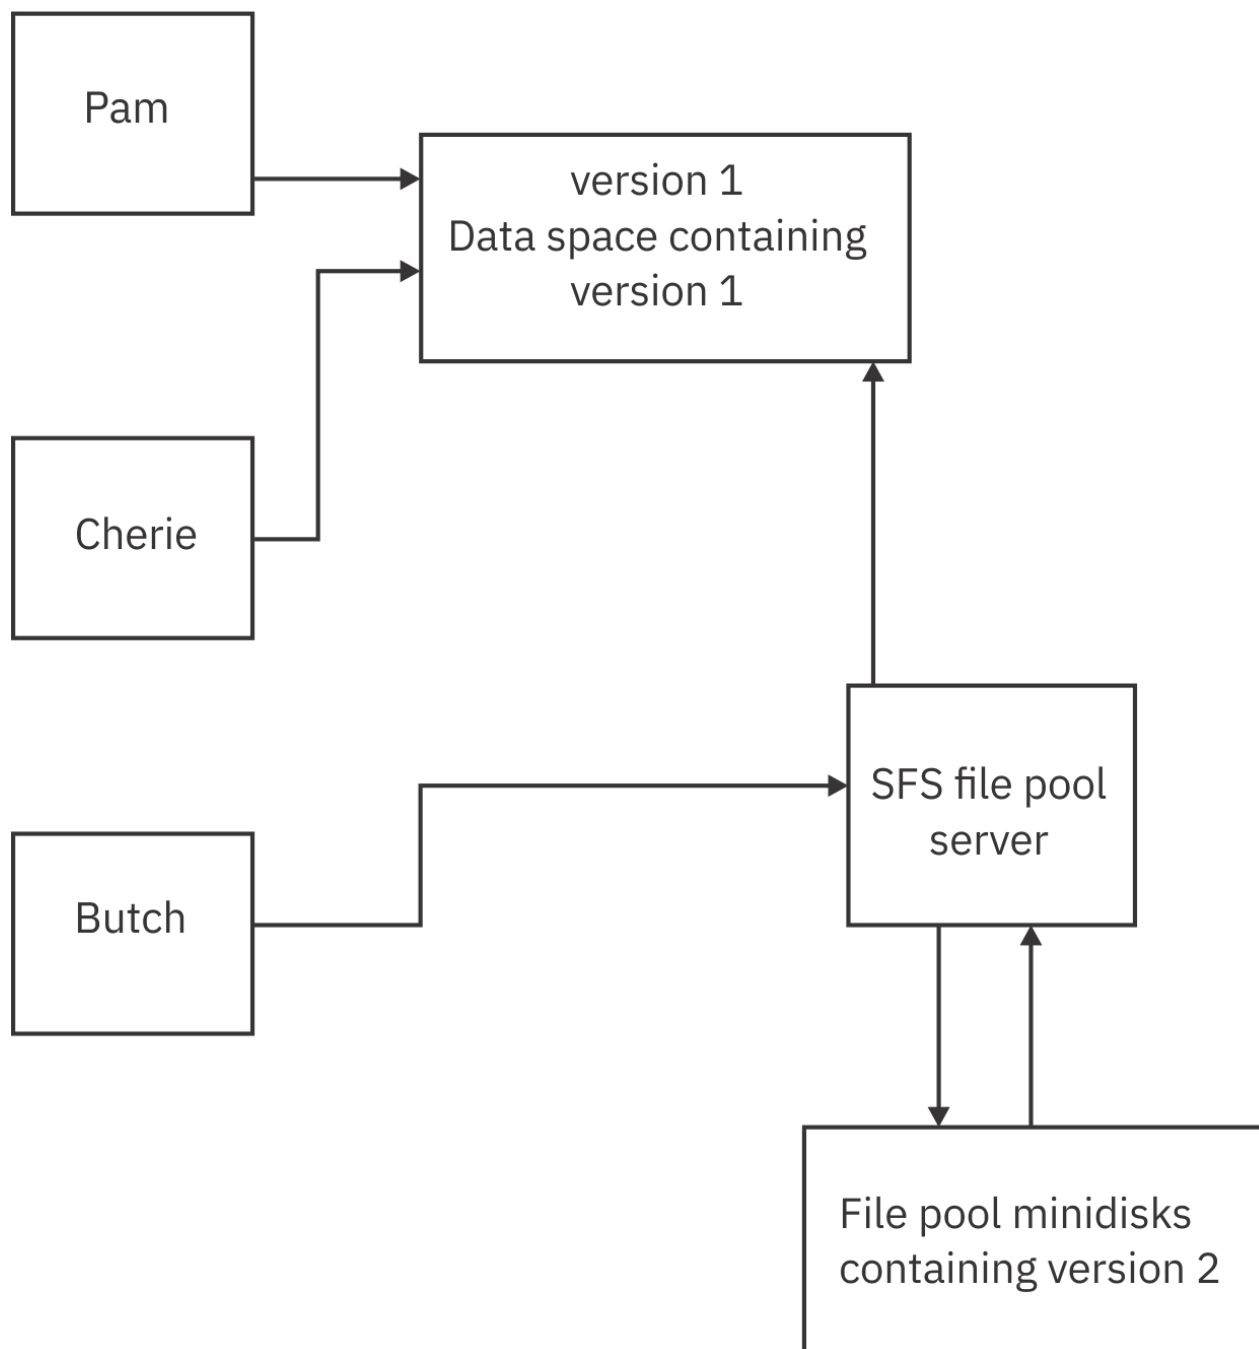 Pam
version 1
Data space containing
version 1
Cherie
SFS file pool
server
Butch
File pool minidisks
containing version 2